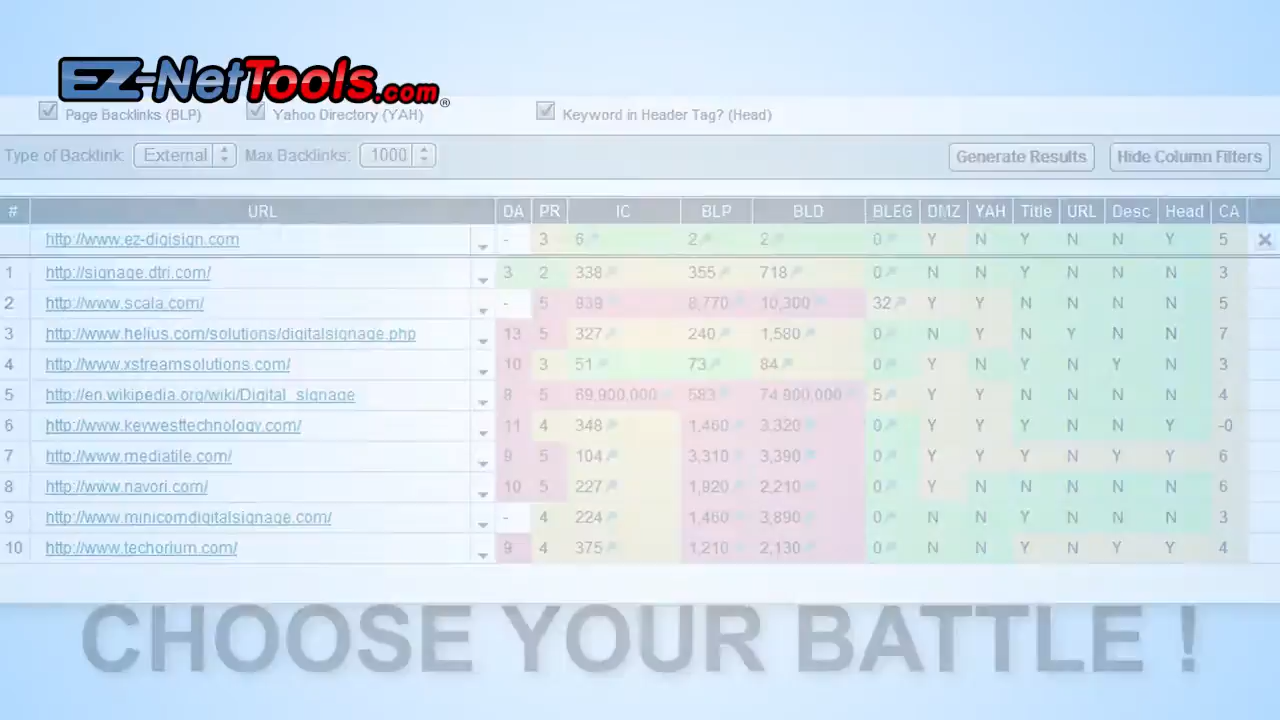 EZ-NetTools.com®
Page Backlinks (BLP) Yahoo Directory (YAH) Keyword in Header Tag? (Head)
Type of Backlink: External Max Backlinks: 1000 Generate Results Hide Column Filters
# URL DA PR IC BLP BLD BLEG DMZ YAH Title URL Desc Head CA
http://www.ez-digisign.com - 3 6 2 2 0 Y N Y N N Y 5
1 http://signage.dtri.com/ 3 2 338 355 718 0 N N Y N N N 3
2 http://www.scala.com/ - 5 939 8,770 10,300 32 Y Y N N N N 5
3 http://www.helius.com/solutions/digitalsignage.php 13 5 327 240 1,580 0 N Y N Y N N 7
4 http://www.xstreamsolutions.com/ 10 3 51 73 84 0 Y N Y N Y N 3
5 http://en.wikipedia.org/wiki/Digital_signage 8 5 69,900,000 583 74,900,000 5 Y Y N N N N 4
6 http://www.keywesttechnology.com/ 11 4 348 1,460 3,320 0 Y Y Y N Y Y -0
7 http://www.mediatile.com/ 9 5 104 3,310 3,390 0 Y Y Y N Y Y 6
8 http://www.navori.com/ 10 5 227 1,920 2,210 0 Y N N N N N 6
9 http://www.minicomdigitalsignage.com/ - 4 224 1,460 3,890 0 N N Y N N N 3
10 http://www.techorium.com/ 9 4 375 1,210 2,130 0 N N Y N Y Y 4
CHOOSE YOUR BATTLE !